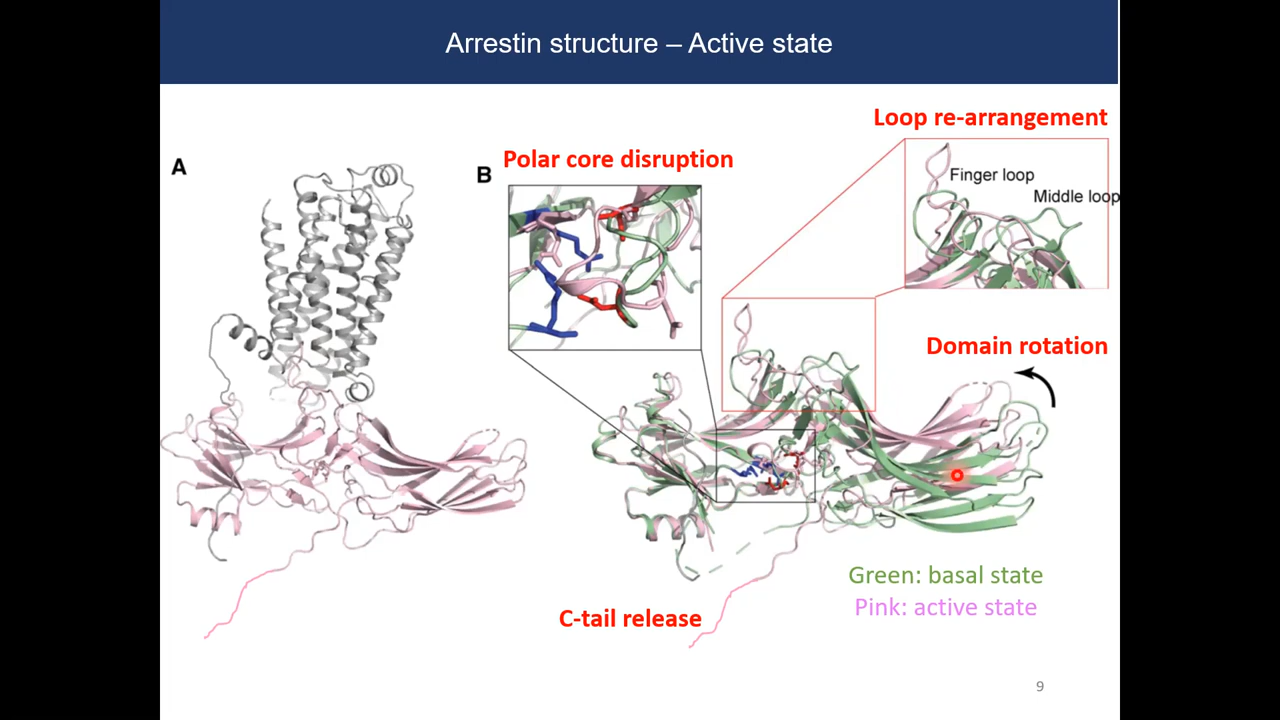 Arrestin structure – Active state
Loop re-arrangement
A
B
Polar core disruption
Finger loop
Middle loop
Domain rotation
Green: basal state
Pink: active state
C-tail release
9